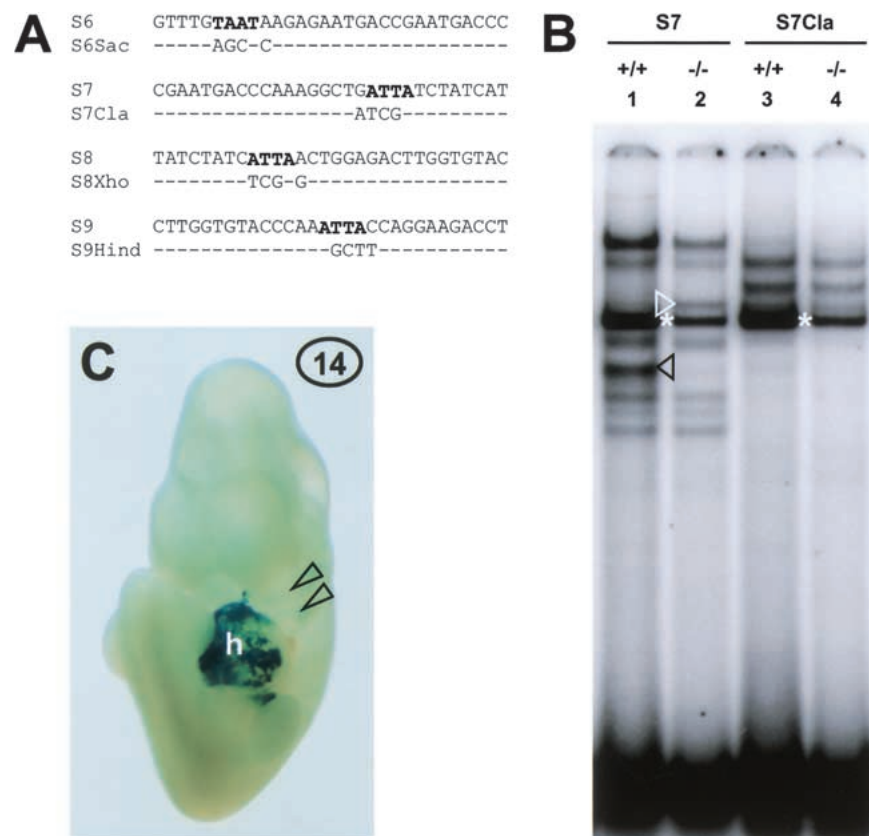 A
S6 GTTTGTAATAAGAGAATGACCGAATGACCC
S6Sac -----AGC-C--------------------
S7 CGAATGACCCAAAGGCTGATTATCTATCAT
S7Cla -----------------ATCG---------
S8 TATCTATCATTAACTGGAGACTTGGTGTAC
S8Xho --------TCG-G-----------------
S9 CTTGGTGTACCCAAATTACCAGGAAGACCT
S9Hind ---------------GCTT-----------
B
S7 S7Cla
+/+ -/- +/+ -/-
1 2 3 4
* *
C
14
h